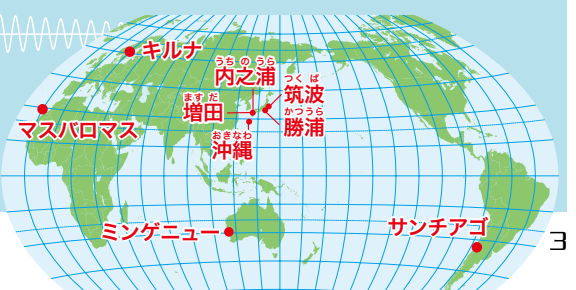 キルナ
うちのうら
内之浦
つくば
筑波
ますだ
増田
かつうら
勝浦
マスパロマス
おきなわ
沖縄
ミンゲニュー
サンチアゴ
3